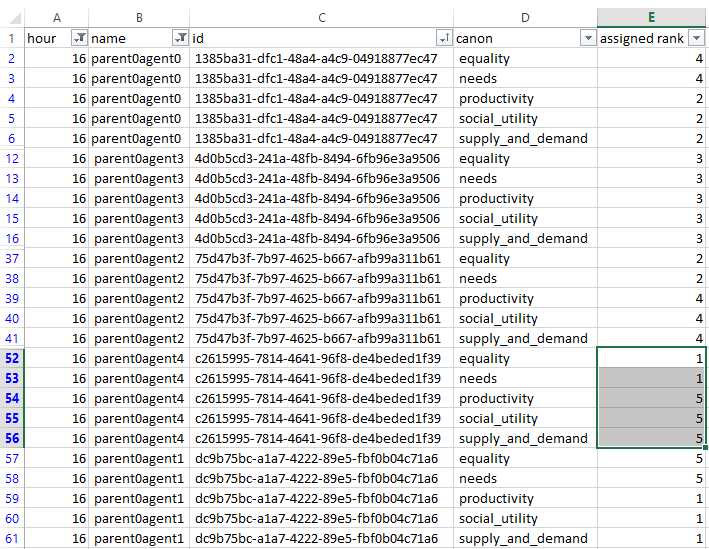 A B C D E
1 hour name id canon assigned rank
2 16 parent0agent0 1385ba31-dfc1-48a4-a4c9-04918877ec47 equality 4
3 16 parent0agent0 1385ba31-dfc1-48a4-a4c9-04918877ec47 needs 4
4 16 parent0agent0 1385ba31-dfc1-48a4-a4c9-04918877ec47 productivity 2
5 16 parent0agent0 1385ba31-dfc1-48a4-a4c9-04918877ec47 social_utility 2
6 16 parent0agent0 1385ba31-dfc1-48a4-a4c9-04918877ec47 supply_and_demand 2
12 16 parent0agent3 4d0b5cd3-241a-48fb-8494-6fb96e3a9506 equality 3
13 16 parent0agent3 4d0b5cd3-241a-48fb-8494-6fb96e3a9506 needs 3
14 16 parent0agent3 4d0b5cd3-241a-48fb-8494-6fb96e3a9506 productivity 3
15 16 parent0agent3 4d0b5cd3-241a-48fb-8494-6fb96e3a9506 social_utility 3
16 16 parent0agent3 4d0b5cd3-241a-48fb-8494-6fb96e3a9506 supply_and_demand 3
37 16 parent0agent2 75d47b3f-7b97-4625-b667-afb99a311b61 equality 2
38 16 parent0agent2 75d47b3f-7b97-4625-b667-afb99a311b61 needs 2
39 16 parent0agent2 75d47b3f-7b97-4625-b667-afb99a311b61 productivity 4
40 16 parent0agent2 75d47b3f-7b97-4625-b667-afb99a311b61 social_utility 4
41 16 parent0agent2 75d47b3f-7b97-4625-b667-afb99a311b61 supply_and_demand 4
52 16 parent0agent4 c2615995-7814-4641-96f8-de4beded1f39 equality 1
53 16 parent0agent4 c2615995-7814-4641-96f8-de4beded1f39 needs 1
54 16 parent0agent4 c2615995-7814-4641-96f8-de4beded1f39 productivity 5
55 16 parent0agent4 c2615995-7814-4641-96f8-de4beded1f39 social_utility 5
56 16 parent0agent4 c2615995-7814-4641-96f8-de4beded1f39 supply_and_demand 5
57 16 parent0agent1 dc9b75bc-a1a7-4222-89e5-fbf0b04c71a6 equality 5
58 16 parent0agent1 dc9b75bc-a1a7-4222-89e5-fbf0b04c71a6 needs 5
59 16 parent0agent1 dc9b75bc-a1a7-4222-89e5-fbf0b04c71a6 productivity 1
60 16 parent0agent1 dc9b75bc-a1a7-4222-89e5-fbf0b04c71a6 social_utility 1
61 16 parent0agent1 dc9b75bc-a1a7-4222-89e5-fbf0b04c71a6 supply_and_demand 1